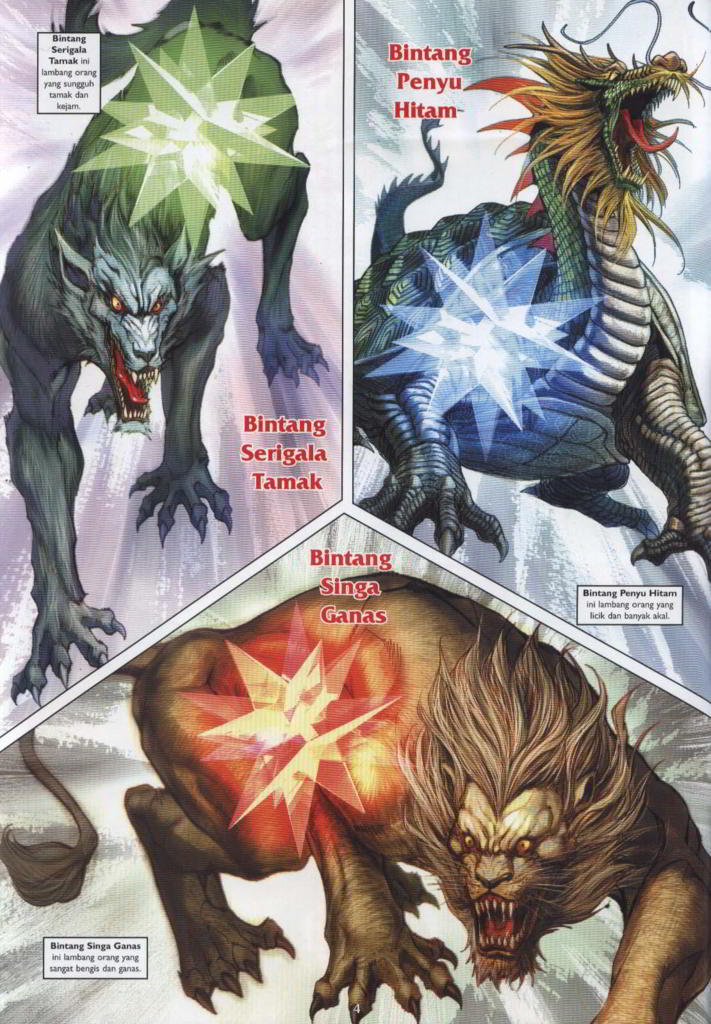 Bintang
Serigala
Tamak ini
lambang orang
yang sungguh
tamak dan
kejam.
Bintang
Serigala
Tamak
Bintang
Penyu
Hitam
Bintang Penyu Hitam
ini lambang orang yang
licik dan banyak akal.
Bintang
Singa
Ganas
Bintang Singa Ganas
ini lambang orang yang
sangat bengis dan ganas.
4